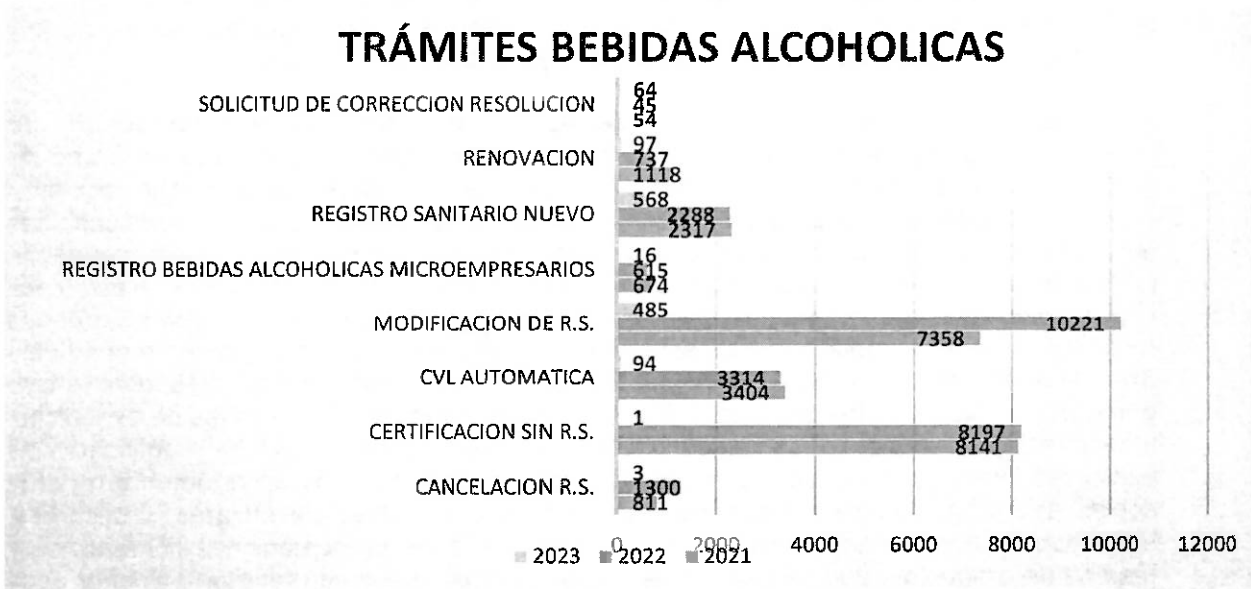 TRÁMITES BEBIDAS ALCOHOLICAS
SOLICITUD DE CORRECCION RESOLUCION
64
45
54
RENOVACION
97
737
1118
REGISTRO SANITARIO NUEVO
568
2288
2317
REGISTRO BEBIDAS ALCOHOLICAS MICROEMPRESARIOS
16
615
674
MODIFICACION DE R.S.
485
10221
7358
CVL AUTOMATICA
94
3314
3404
CERTIFICACION SIN R.S.
1
8197
8141
CANCELACION R.S.
3
1300
811
0 2000 4000 6000 8000 10000 12000
2023 2022 2021